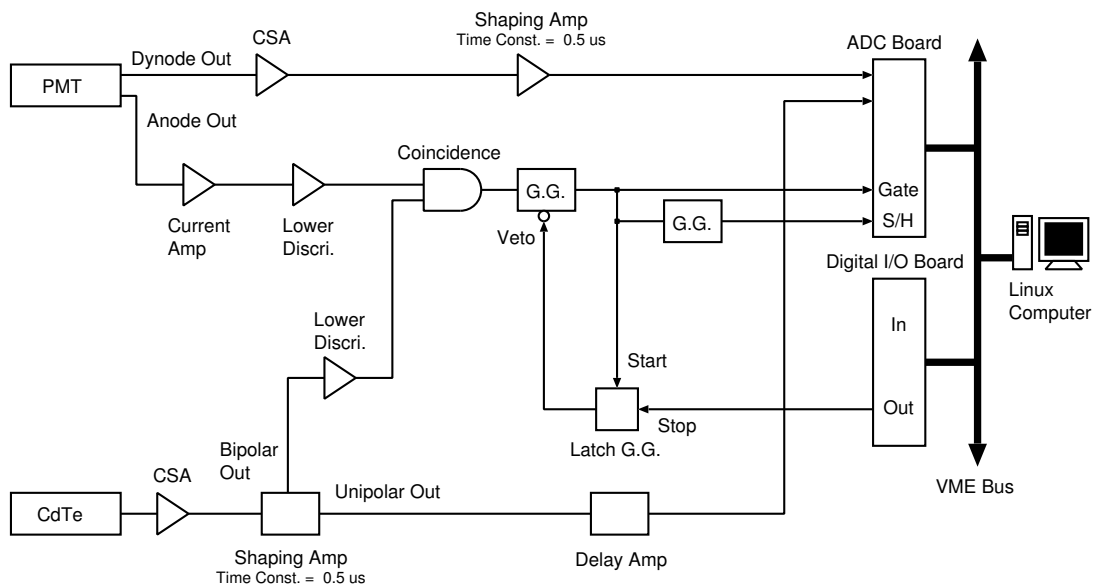 Shaping Amp
Time Const. = 0.5 us
CSA
ADC Board
Dynode Out
PMT
Anode Out
Coincidence
G.G.
Gate
Current
Amp
Lower
Discri.
Veto
G.G.
S/H
Digital I/O Board
Linux
Computer
Lower
Discri.
In
Start
Out
Stop
Latch G.G.
Bipolar
Out
CSA
Unipolar Out
VME Bus
CdTe
Shaping Amp
Time Const. = 0.5 us
Delay Amp